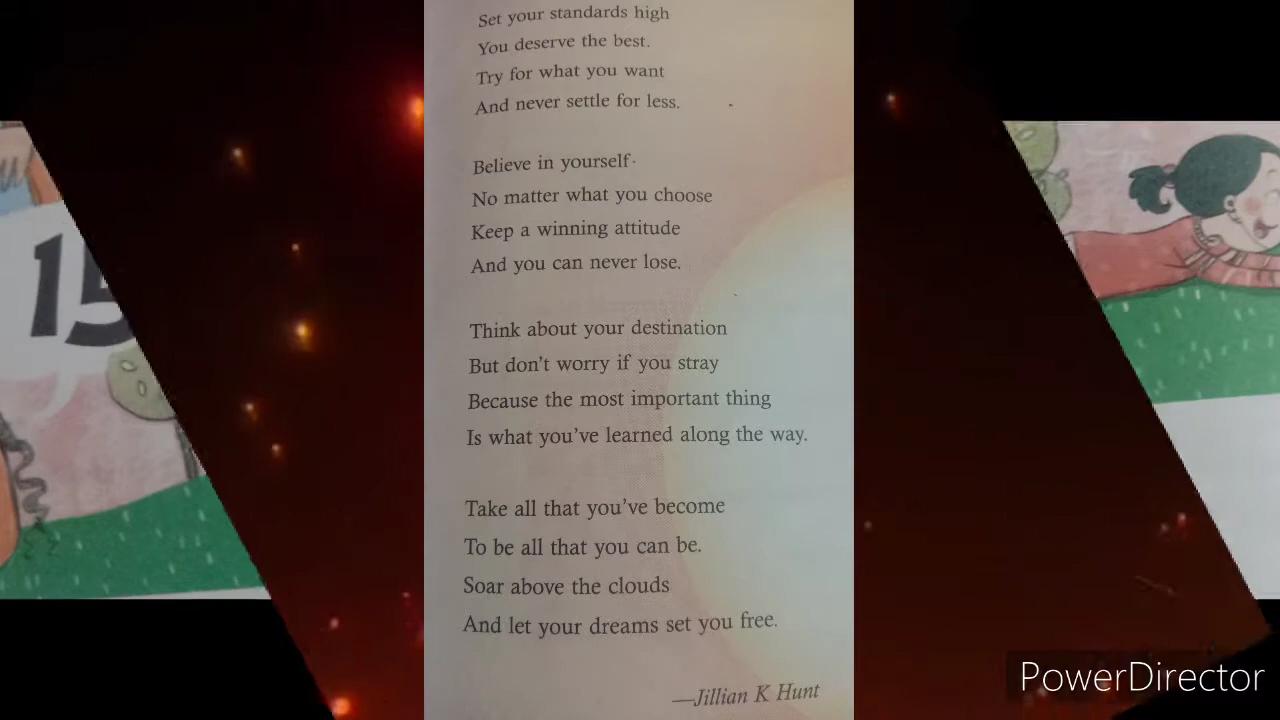 Set your standards high
You deserve the best.
Try for what you want
And never settle for less.
Believe in yourself
No matter what you choose
Keep a winning attitude
And you can never lose.
Think about your destination
But don't worry if you stray
Because the most important thing
Is what you've learned along the way.
Take all that you've become
To be all that you can be.
Soar above the clouds
And let your dreams set you free.
—Jillian K Hunt
15
PowerDirector